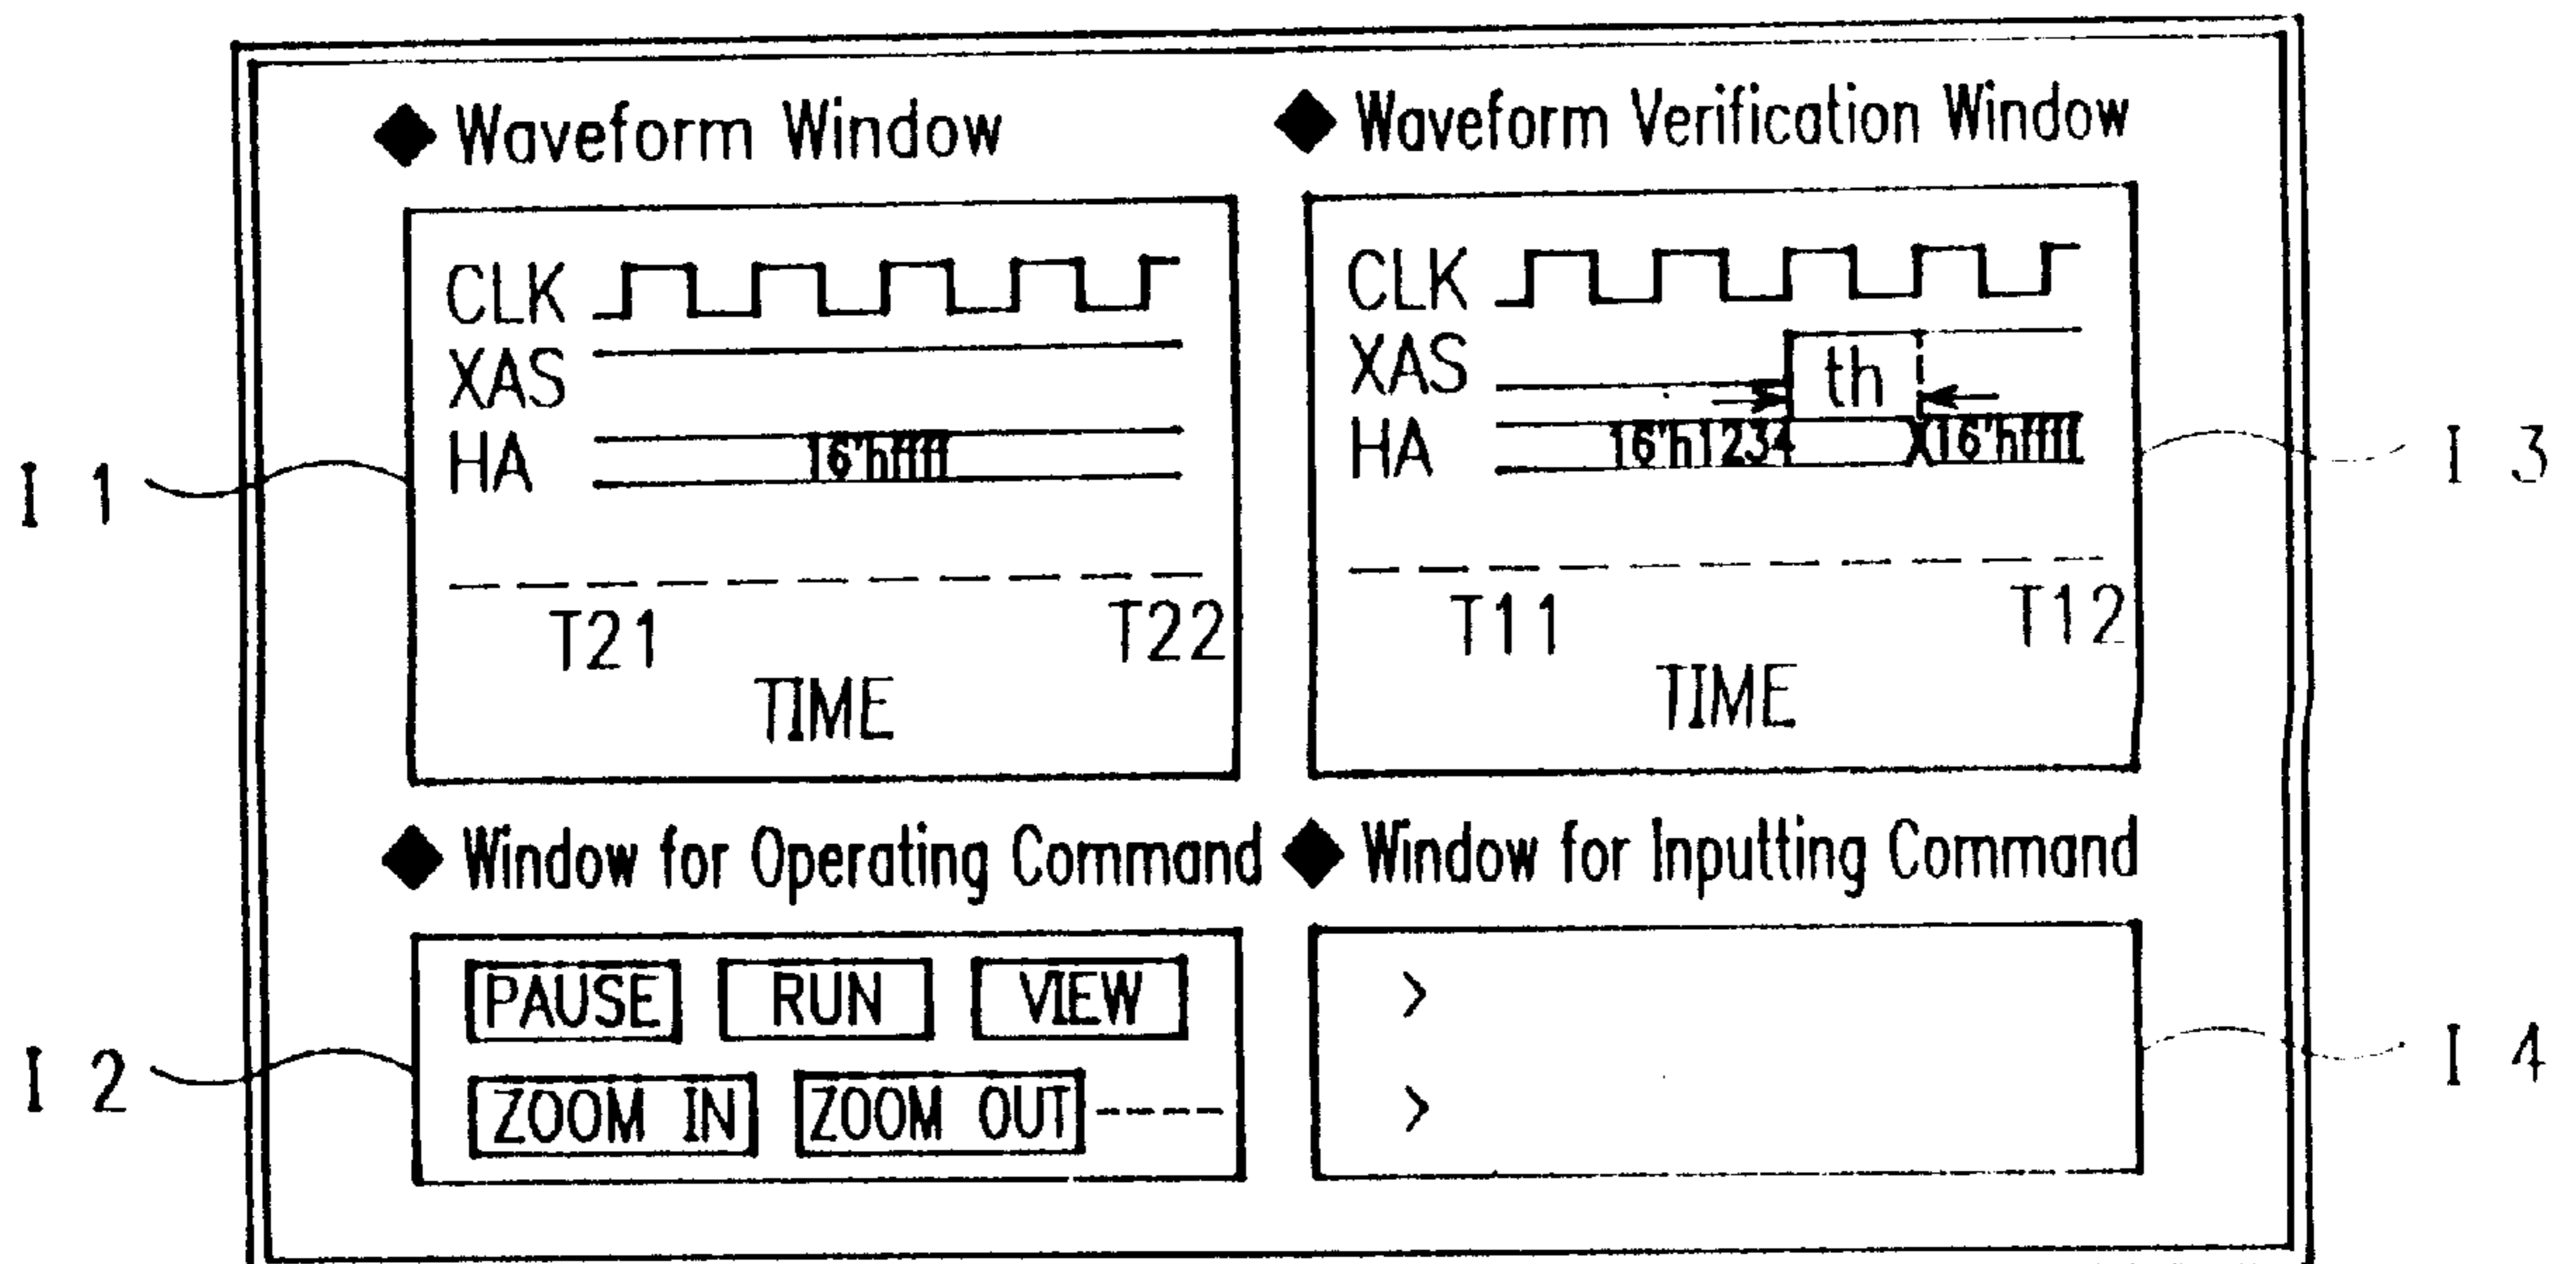 ◆ Waveform Window
CLK
XAS
HA 16'hffff
T21 T22
TIME
I 1
◆ Waveform Verification Window
CLK
XAS th
HA 16'h1234 X 16'hffff
T11 T12
TIME
I 3
◆ Window for Operating Command
PAUSE RUN VIEW
ZOOM IN ZOOM OUT
I 2
◆ Window for Inputting Command
>
>
I 4